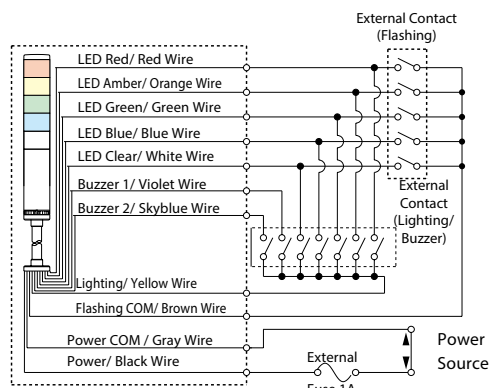 External Contact
(Flashing)
LED Red/ Red Wire
LED Amber/ Orange Wire
LED Green/ Green Wire
LED Blue/ Blue Wire
LED Clear/ White Wire
Buzzer 1/ Violet Wire
Buzzer 2/ Skyblue Wire
External
Contact
(Lighting/
Buzzer)
Lighting/ Yellow Wire
Flashing COM/ Brown Wire
Power COM / Gray Wire
Power/ Black Wire
Power
Source
External
Fuse 1A